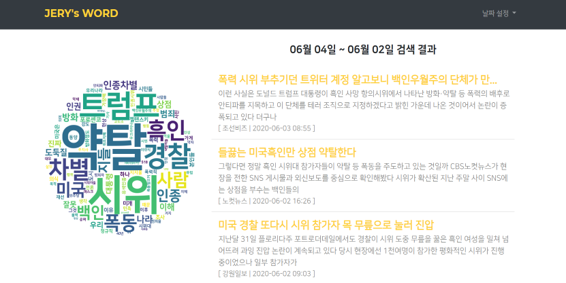 JERY's WORD
날짜 설정
06월 04일 ~ 06월 02일 검색 결과
폭력 시위 부추기던 트위터 계정 알고보니 백인우월주의 단체가 만...
이런 사실은 도널드 트럼프 대통령이 흑인 사망 항의시위에서 나타난 방화·약탈 등 폭력의 배후로
안티파를 지목하고 이 단체를 테러 조직으로 지정하겠다고 밝힌 가운데 나온 것이어서 논란이 증
폭되고 있다 더구나
[ 조선비즈 | 2020-06-03 08:55 ]
들끓는 미국흑인만 상점 약탈한다
그렇다면 정말 흑인 시위대 참가자들이 약탈 등 폭동을 주도하고 있는 것일까 CBS노컷뉴스가 현
장을 전한 SNS 게시물과 외신보도를 중심으로 확인해봤다 시위가 확산된 지난 주말 사이 SNS에
는 상점을 부수는 백인들의
[ 노컷뉴스 | 2020-06-02 16:26 ]
미국 경찰 또다시 시위 참가자 목 무릎으로 눌러 진압
지난달 31일 플로리다주 포트로더데일에서도 경찰이 시위 도중 무릎을 꿇은 흑인 여성을 밀쳐 넘
어뜨려 과잉 진압 논란이 계속되고 있다 당시 현장에선 1천여명이 참가한 평화적인 시위가 진행
중이었으나 일부 참가자가
[ 강원일보 | 2020-06-02 09:03 ]
인종차별
인권
트럼프
상점
방화
흑인
범죄
진짜
약탈
도둑질
경찰
차별
시위
사람
미국
인종
백인
이해
잘못
폭동
나라
우리